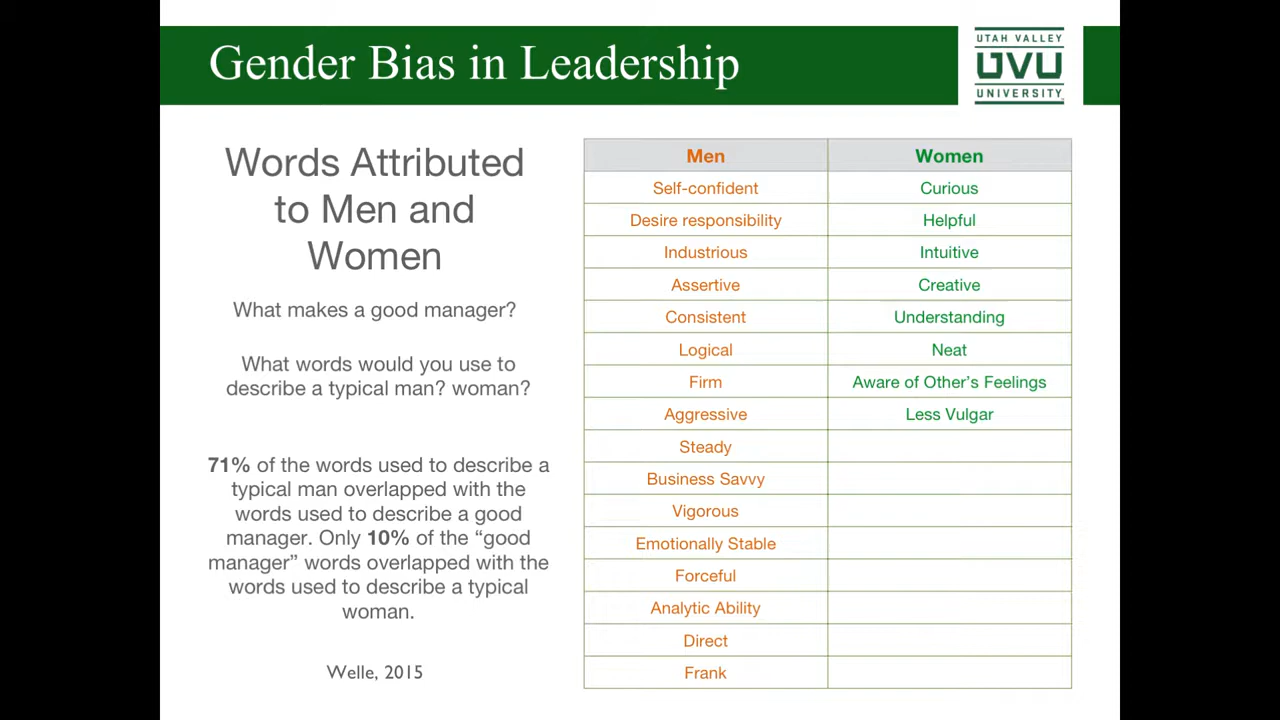 Gender Bias in Leadership
UTAH VALLEY
UVU
UNIVERSITY
Words Attributed
to Men and
Women
What makes a good manager?
What words would you use to
describe a typical man? woman?
71% of the words used to describe a
typical man overlapped with the
words used to describe a good
manager. Only 10% of the “good
manager” words overlapped with the
words used to describe a typical
woman.
Welle, 2015
Men Women
Self-confident Curious
Desire responsibility Helpful
Industrious Intuitive
Assertive Creative
Consistent Understanding
Logical Neat
Firm Aware of Other’s Feelings
Aggressive Less Vulgar
Steady
Business Savvy
Vigorous
Emotionally Stable
Forceful
Analytic Ability
Direct
Frank